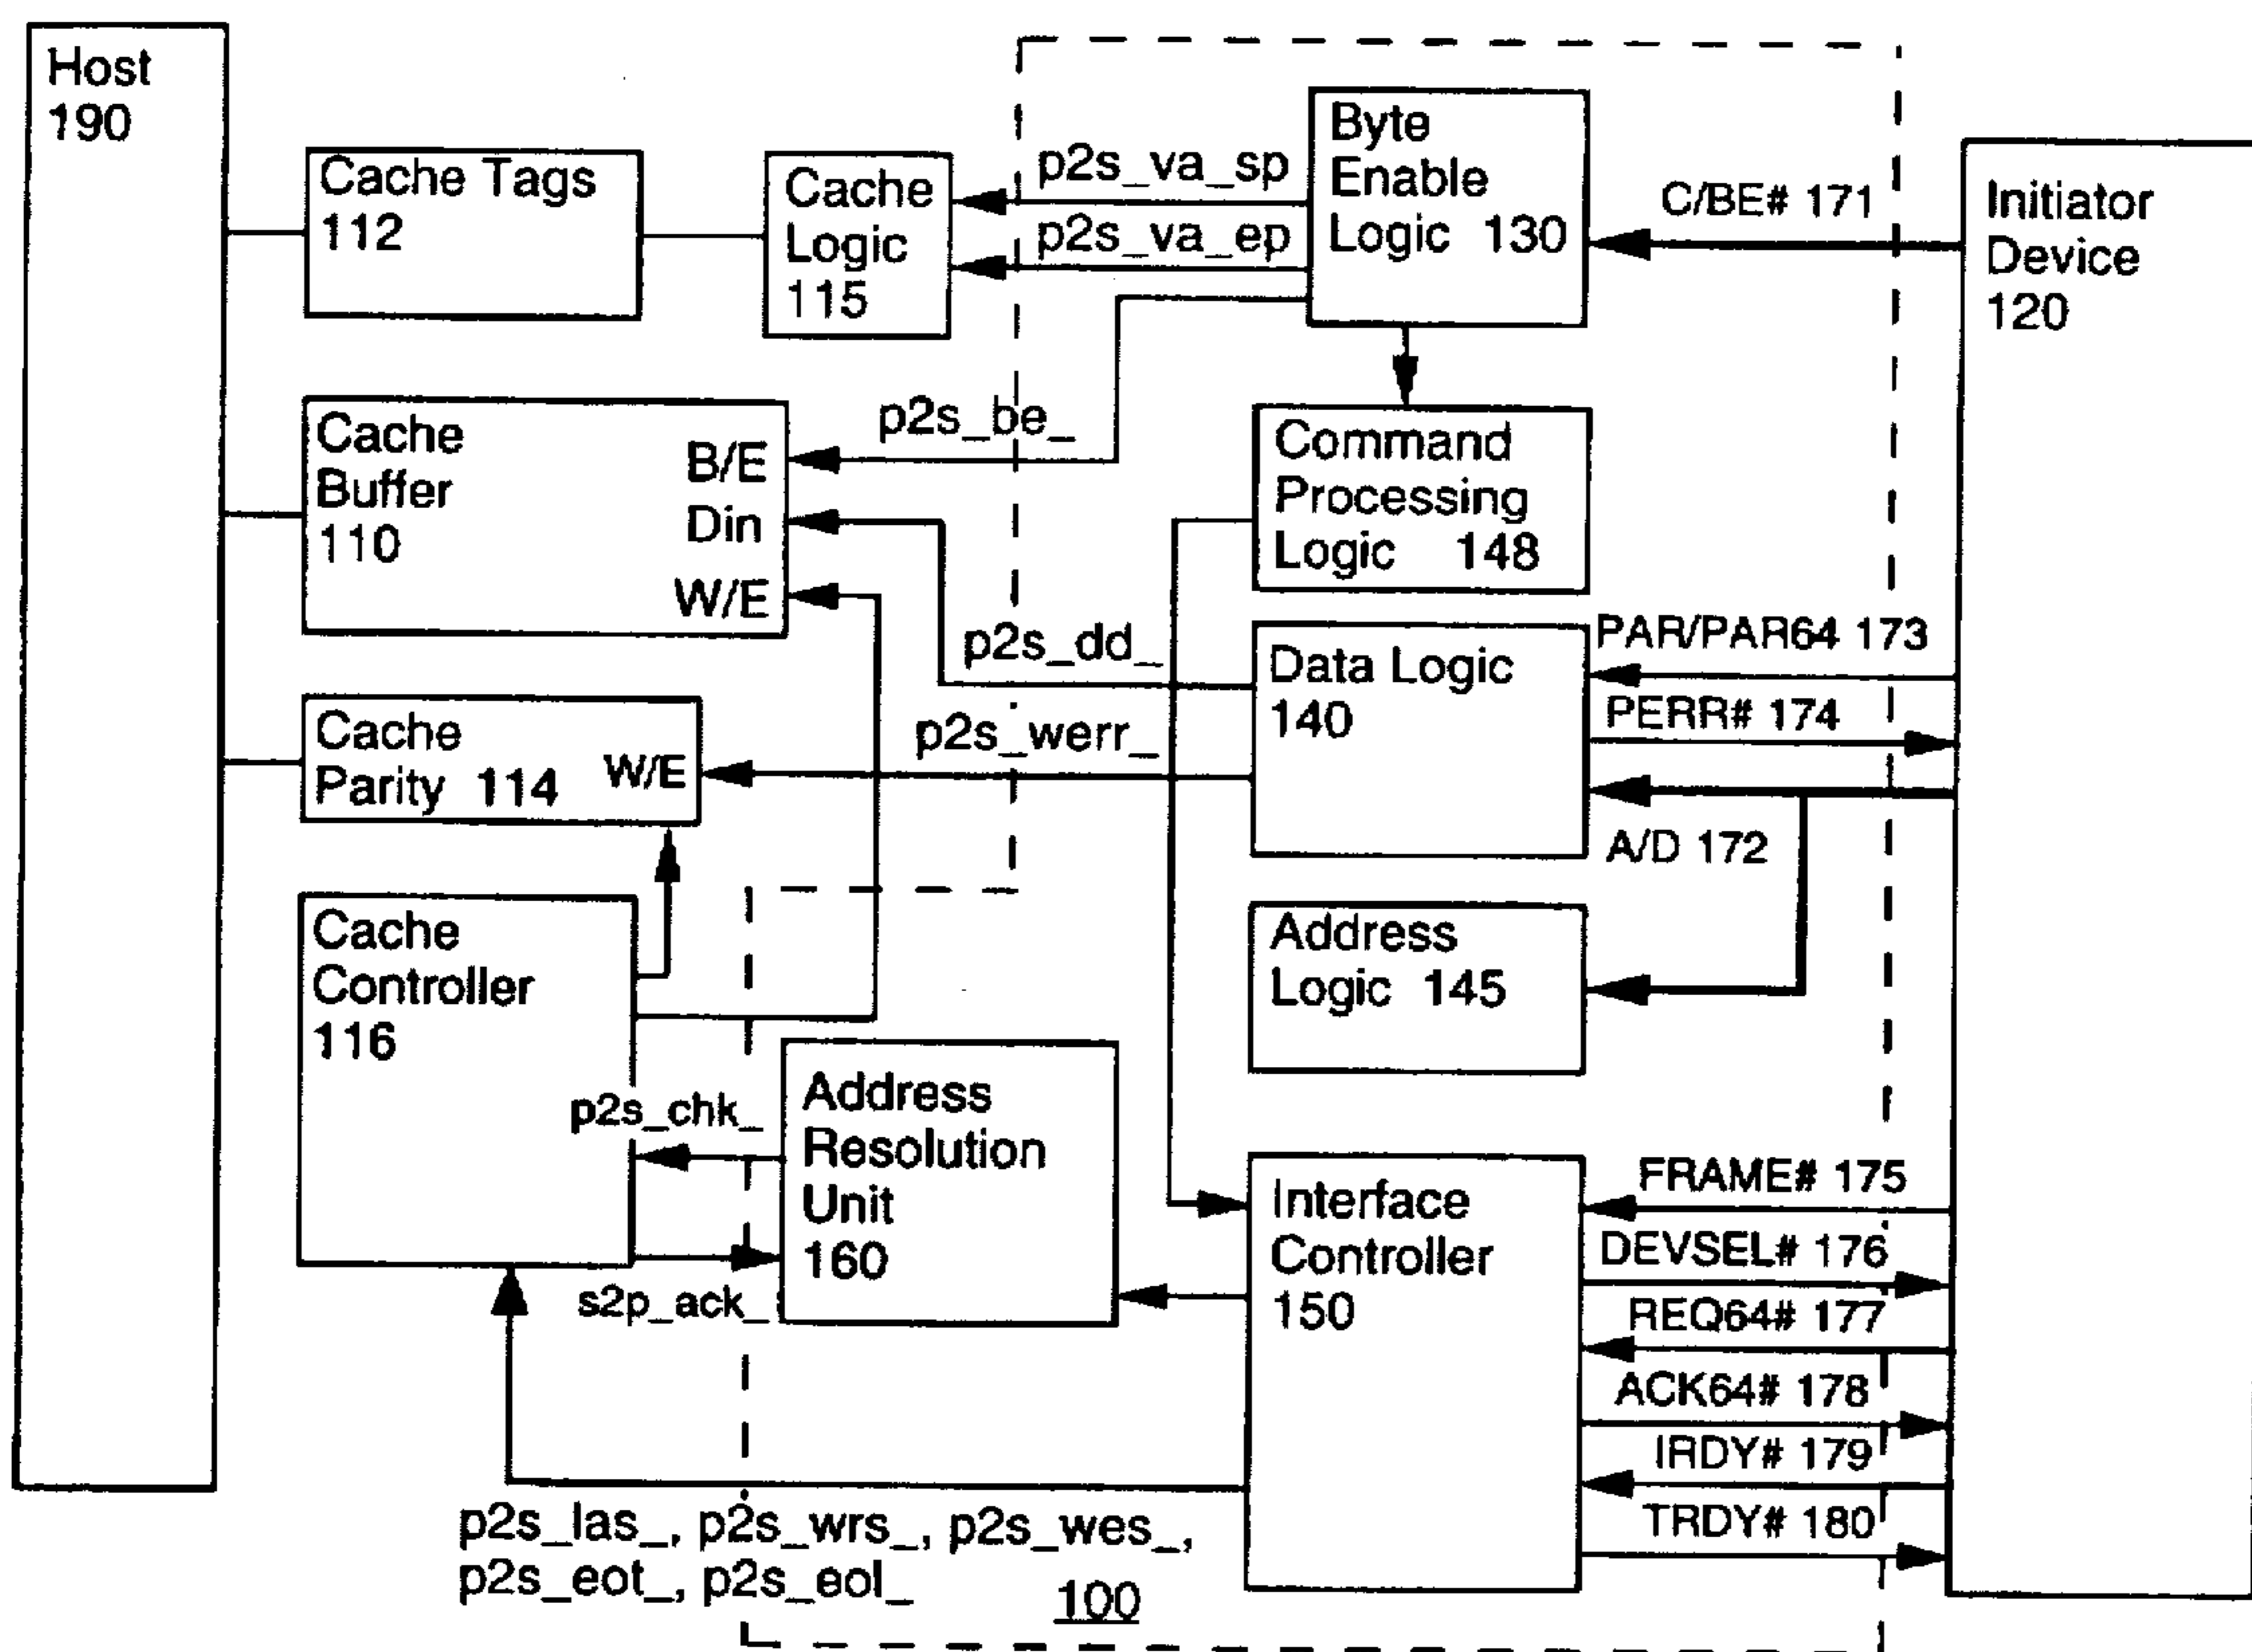 Host
190
Cache Tags
112
Cache
Logic
115
p2s_va_sp
p2s_va_ep
Byte
Enable
Logic 130
C/BE# 171
Initiator
Device
120
Cache
Buffer
110
B/E
Din
W/E
p2s_be_
Command
Processing
Logic 148
p2s_dd_
Data Logic
140
PAR/PAR64 173
PERR# 174
A/D 172
Cache
Parity 114
W/E
p2s_werr_
Cache
Controller
116
Address
Logic 145
p2s_chk_
s2p_ack_
Address
Resolution
Unit
160
Interface
Controller
150
FRAME# 175
DEVSEL# 176
REQ64# 177
ACK64# 178
IRDY# 179
TRDY# 180
p2s_las_, p2s_wrs_, p2s_wes_,
p2s_eot_, p2s_eol_
100